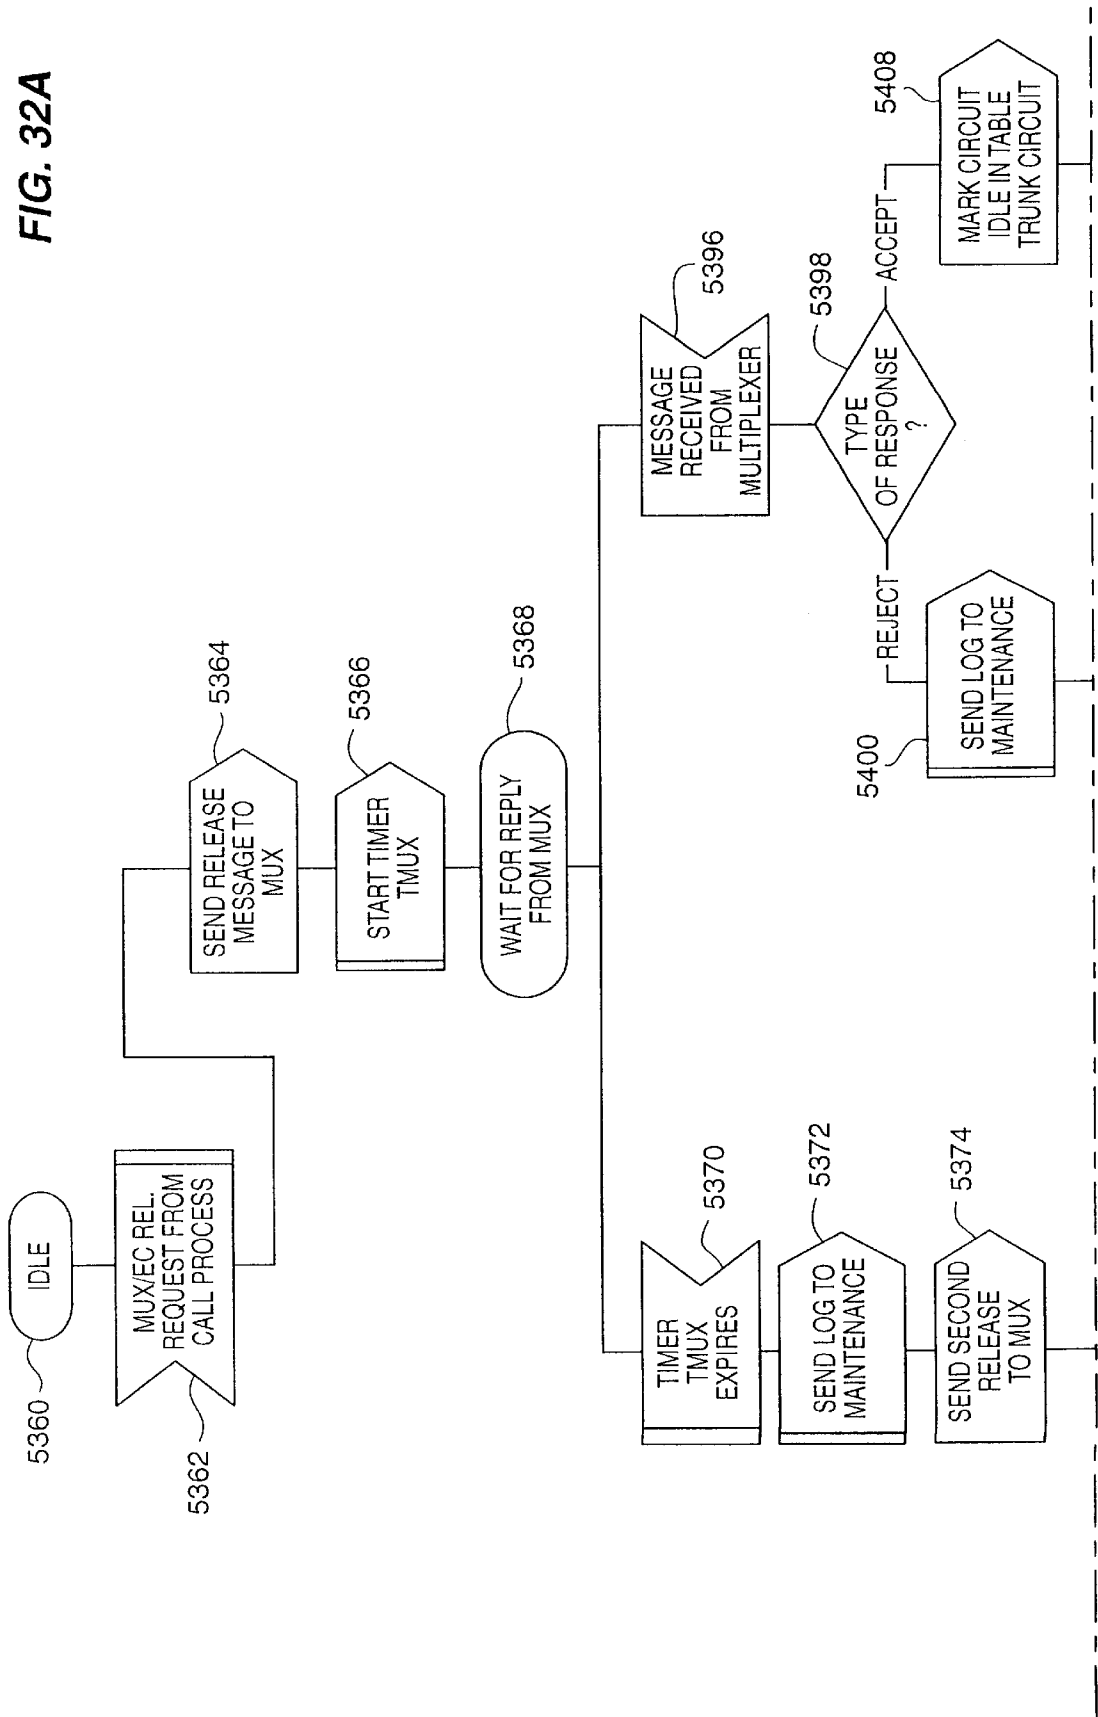 FIG. 32A
5360
IDLE
5362
MUX/EC REL.
REQUEST FROM
CALL PROCESS
5364
SEND RELEASE
MESSAGE TO
MUX
5366
START TIMER
TMUX
5368
WAIT FOR REPLY
FROM MUX
5370
TIMER
TMUX
EXPIRES
5372
SEND LOG TO
MAINTENANCE
5374
SEND SECOND
RELEASE
TO MUX
5396
MESSAGE
RECEIVED
FROM
MULTIPLEXER
5398
TYPE
OF RESPONSE
?
REJECT
ACCEPT
5400
SEND LOG TO
MAINTENANCE
5408
MARK CIRCUIT
IDLE IN TABLE
TRUNK CIRCUIT